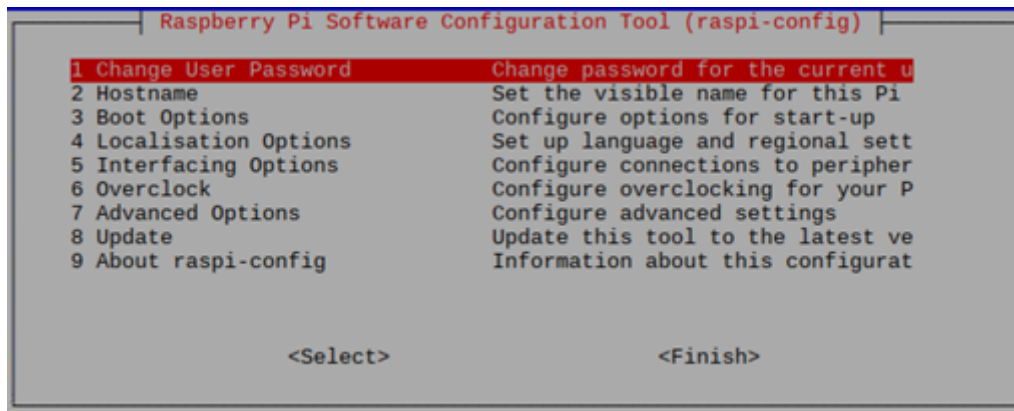 Raspberry Pi Software Configuration Tool (raspi-config)
1 Change User Password Change password for the current u
2 Hostname Set the visible name for this Pi
3 Boot Options Configure options for start-up
4 Localisation Options Set up language and regional sett
5 Interfacing Options Configure connections to peripher
6 Overclock Configure overclocking for your P
7 Advanced Options Configure advanced settings
8 Update Update this tool to the latest ve
9 About raspi-config Information about this configurat
<Select> <Finish>